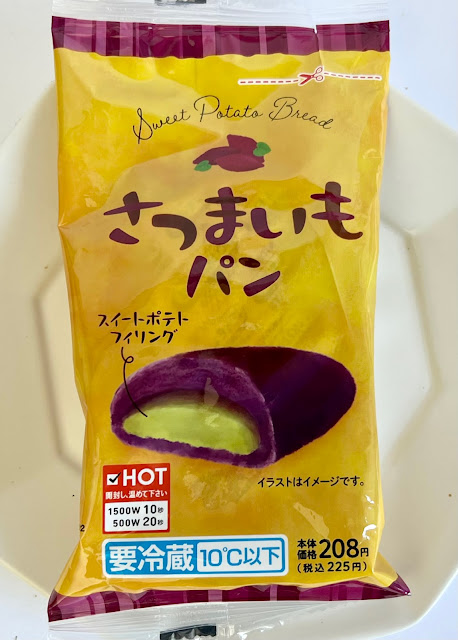 Sweet Potato Bread
さつまいも
パン
スイートポテト
フィリング
イラストはイメージです。
HOT
開封し、温めて下さい
1500W 10秒
500W 20秒
要冷蔵 10℃以下
本体価格 208円
(税込225円)